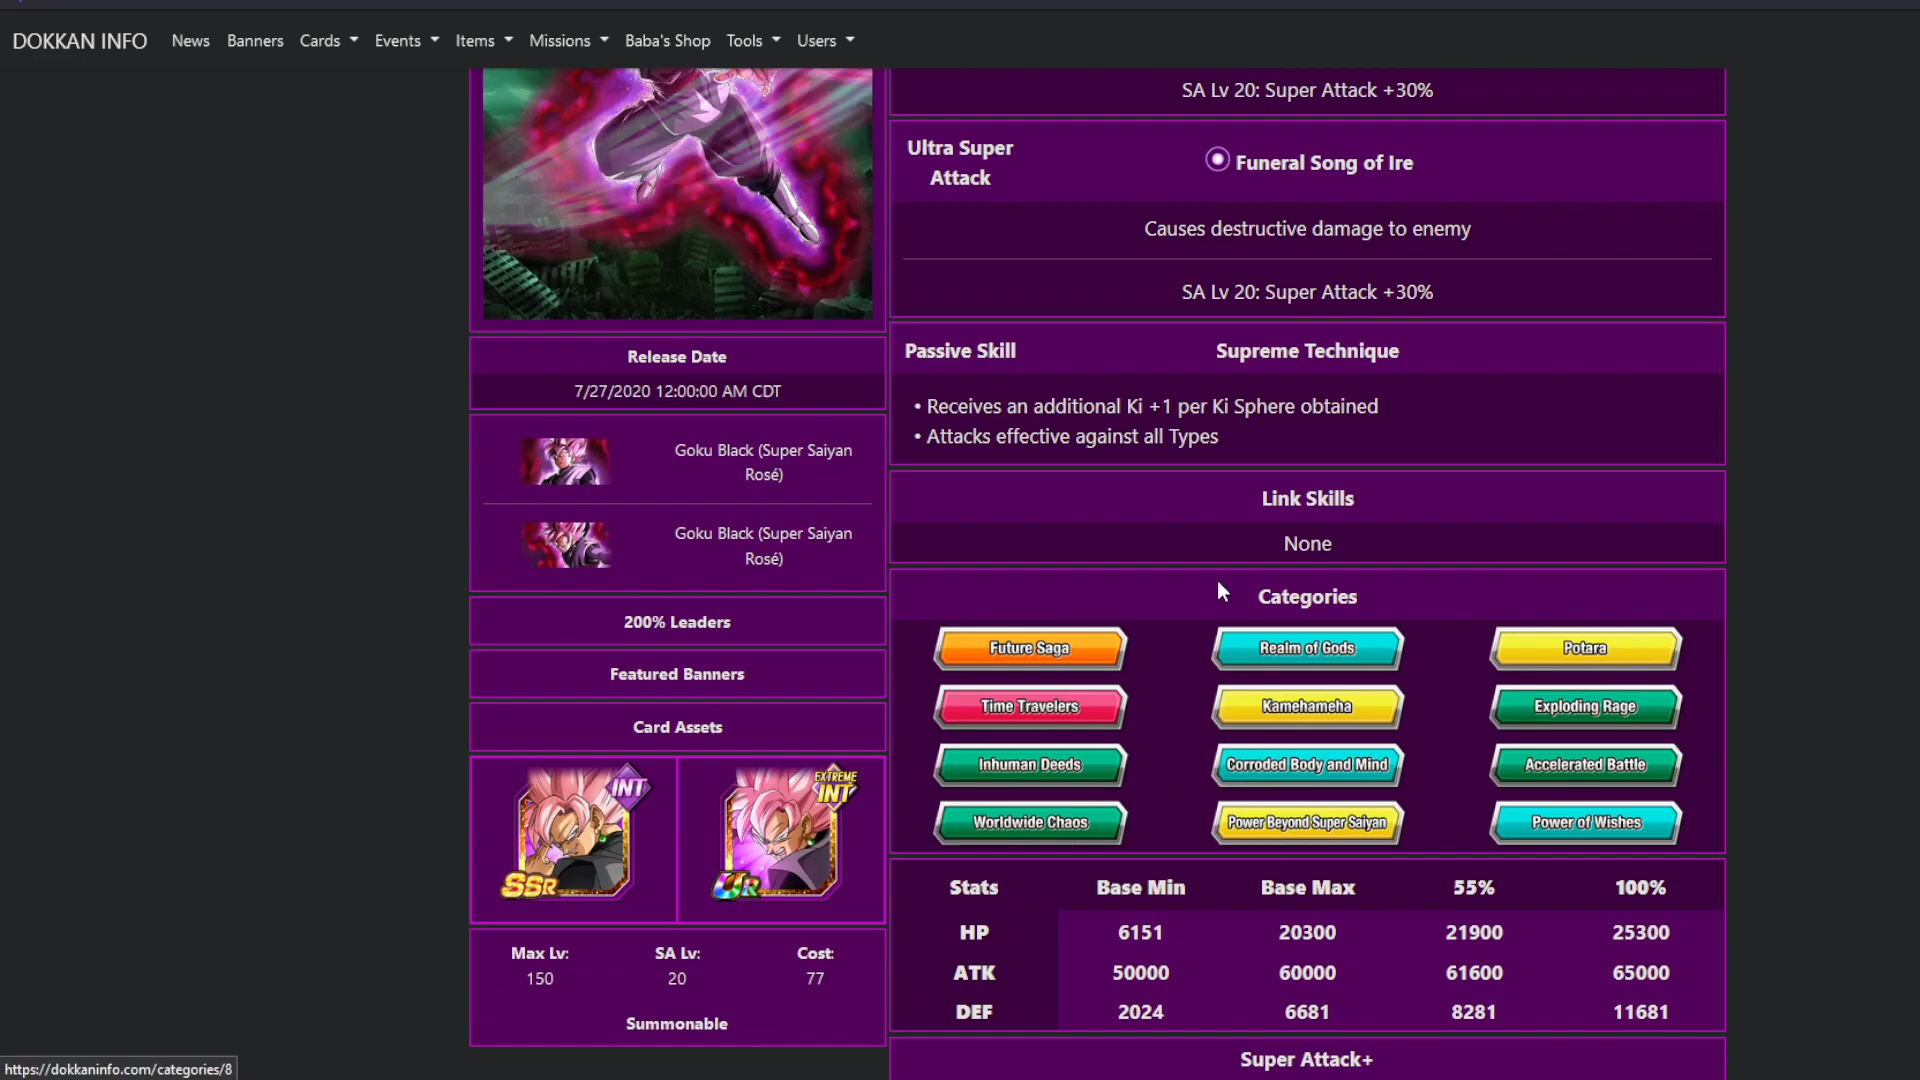 DOKKAN INFO News Banners Cards Events Items Missions Baba's Shop Tools Users
SA Lv 20: Super Attack +30%
Ultra Super
Attack
Funeral Song of Ire
Causes destructive damage to enemy
SA Lv 20: Super Attack +30%
Passive Skill
Supreme Technique
• Receives an additional Ki +1 per Ki Sphere obtained
• Attacks effective against all Types
Link Skills
None
Categories
Future Saga Realm of Gods Potara
Time Travelers Kamehameha Exploding Rage
Inhuman Deeds Corroded Body and Mind Accelerated Battle
Worldwide Chaos Power Beyond Super Saiyan Power of Wishes
Stats Base Min Base Max 55% 100%
HP 6151 20300 21900 25300
ATK 50000 60000 61600 65000
DEF 2024 6681 8281 11681
Super Attack+
Release Date
7/27/2020 12:00:00 AM CDT
Goku Black (Super Saiyan
Rosé)
Goku Black (Super Saiyan
Rosé)
200% Leaders
Featured Banners
Card Assets
INT
SSR
EXTREME
INT
UR
Max Lv: SA Lv: Cost:
150 20 77
Summonable
https://dokkaninfo.com/categories/8